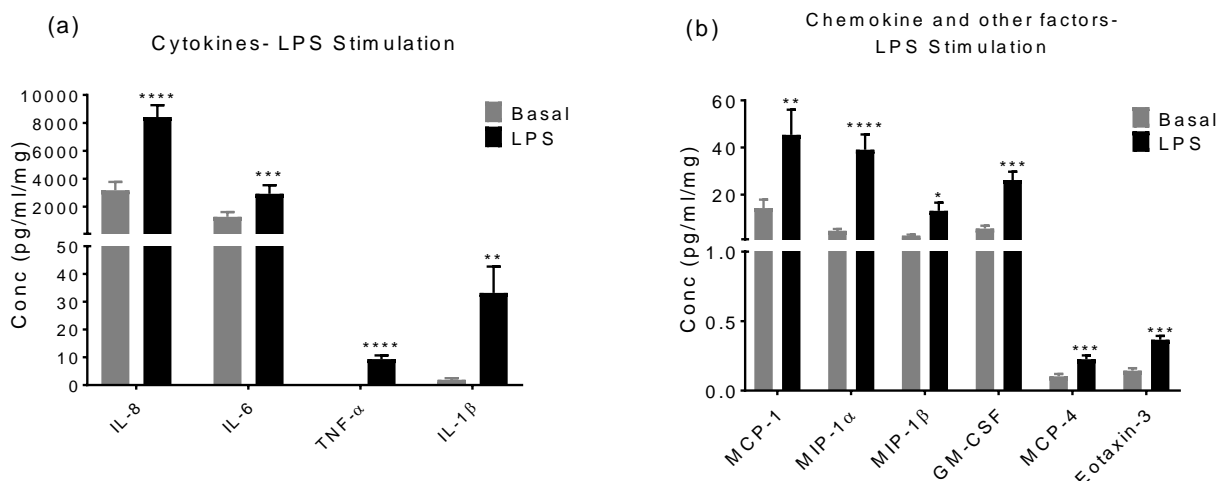 (a)
Cytokines- LPS Stimulation
Conc (pg/ml/mg)
10000
8000
6000
4000
2000
50
40
30
20
10
0
****
***
****
**
Basal
LPS
IL-8
IL-6
TNF-α
IL-1β
(b)
Chemokine and other factors-
LPS Stimulation
Conc (pg/ml/mg)
60
40
20
1.0
0.5
0.0
**
****
*
***
***
***
Basal
LPS
MCP-1
MIP-1α
MIP-1β
GM-CSF
MCP-4
Eotaxin-3